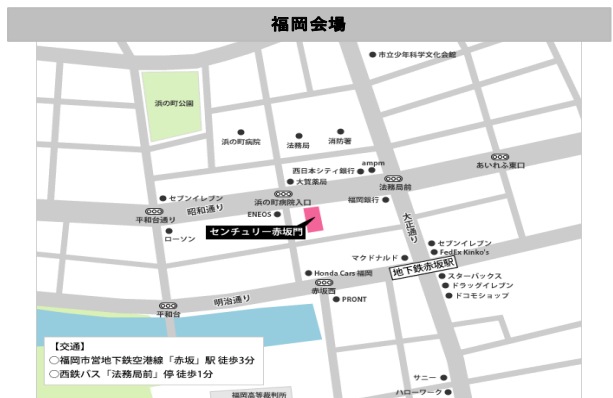 福岡会場
市立少年科学文化会館
浜の町公園
浜の町病院
法務局
消防署
西日本シティ銀行
ampm
大賀薬局
あいれふ東口
法務局前
セブンイレブン
昭和通り
浜の町病院入口
福岡銀行
平和台通り
ENEOS
大正通り
ローソン
センチュリー赤坂門
セブンイレブン
FedEx Kinko's
マクドナルド
地下鉄赤坂駅
Honda Cars 福岡
スターバックス
赤坂西
ドラッグイレブン
明治通り
PRONT
ドコモショップ
平和台
【交通】
○福岡市営地下鉄空港線「赤坂」駅 徒歩3分
○西鉄バス「法務局前」停 徒歩1分
サニー
ハローワーク
福岡高等裁判所